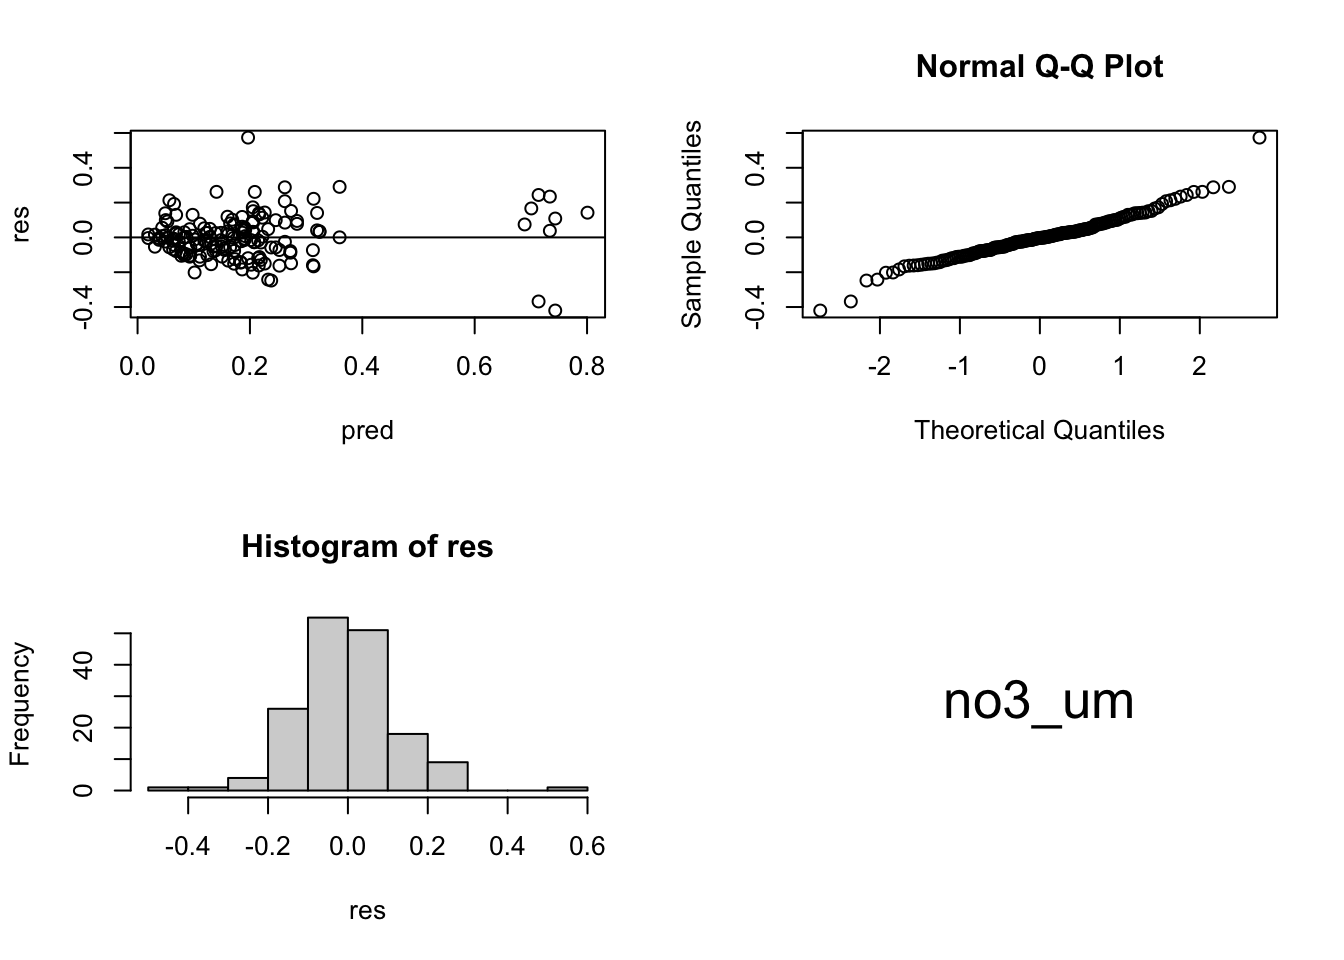 res
-0.4 0.0 0.4
0.0 0.2 0.4 0.6 0.8
pred
Normal Q-Q Plot
Sample Quantiles
-0.4 0.0 0.4
-2 -1 0 1 2
Theoretical Quantiles
Histogram of res
Frequency
0 20 40
-0.4 -0.2 0.0 0.2 0.4 0.6
res
no3_um